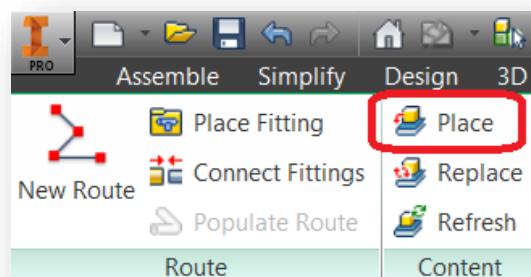 PRO
Assemble Simplify Design 3D
New Route
Place Fitting
Connect Fittings
Populate Route
Route
Place
Replace
Refresh
Content